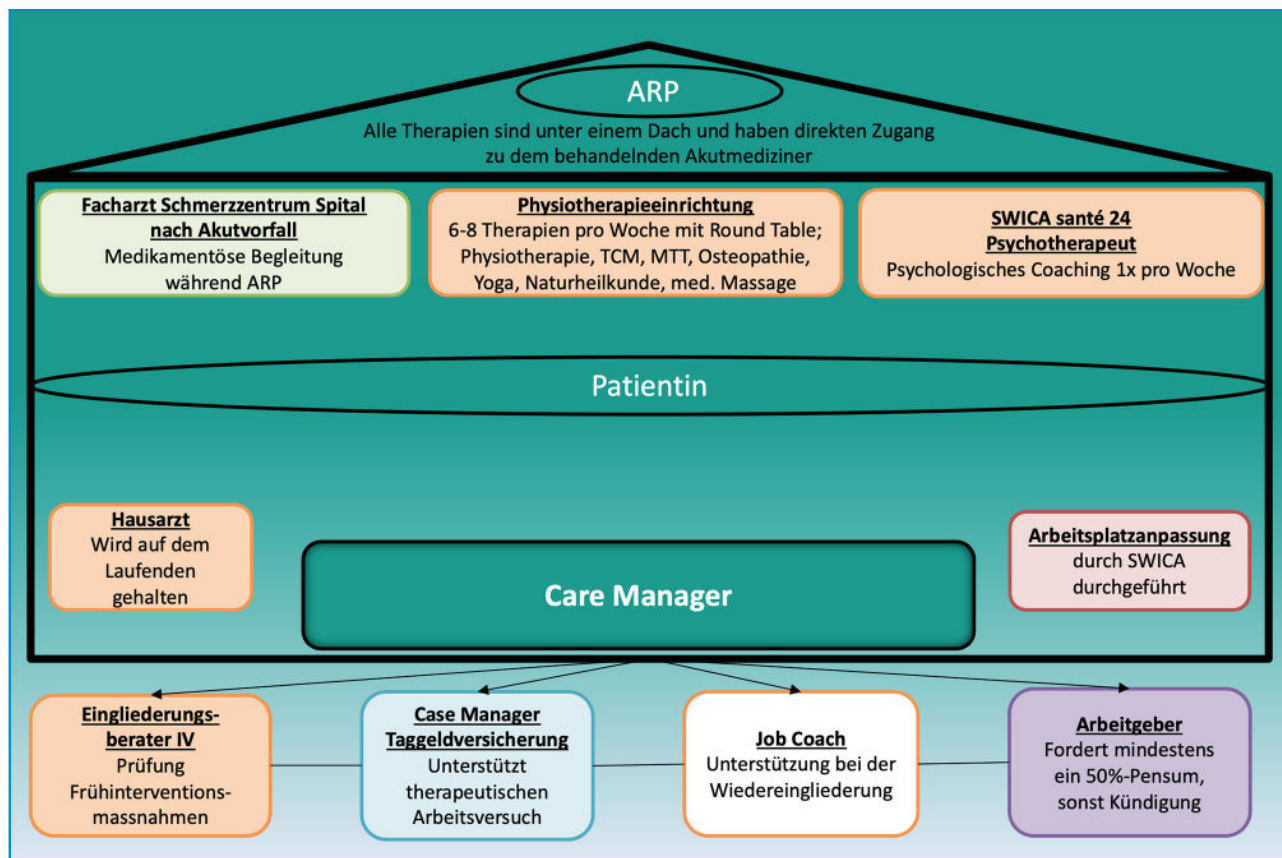 ARP
Alle Therapien sind unter einem Dach und haben direkten Zugang
zu dem behandelnden Akutmediziner
Facharzt Schmerzzentrum Spital
nach Akutvorfall
Medikamentöse Begleitung
während ARP
Physiotherapieeinrichtung
6-8 Therapien pro Woche mit Round Table;
Physiotherapie, TCM, MTT, Osteopathie,
Yoga, Naturheilkunde, med. Massage
SWICA santé 24
Psychotherapeut
Psychologisches Coaching 1x pro Woche
Patientin
Hausarzt
Wird auf dem
Laufenden
gehalten
Care Manager
Arbeitsplatzanpassung
durch SWICA
durchgeführt
Eingliederungs-
berater IV
Prüfung
Frühinterventions-
massnahmen
Case Manager
Taggeldversicherung
Unterstützt
therapeutischen
Arbeitsversuch
Job Coach
Unterstützung bei der
Wiedereingliederung
Arbeitgeber
Fordert mindestens
ein 50%-Pensum,
sonst Kündigung